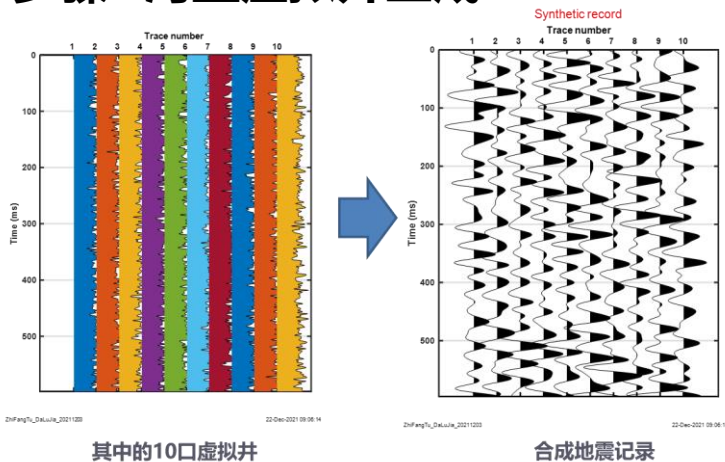 Synthetic record
Trace number
1 2 3 4 5 6 7 8 9 10
0
100
200
300
400
500
Time (ms)
ZhiFangTu_DaLuJia_20211203
22-Dec-2021 09:06:14
其中的10口虚拟井
Trace number
1 2 3 4 5 6 7 8 9 10
0
100
200
300
400
500
Time (ms)
ZhiFangTu_DaLuJia_20211203
22-Dec-2021 09:06:1
合成地震记录